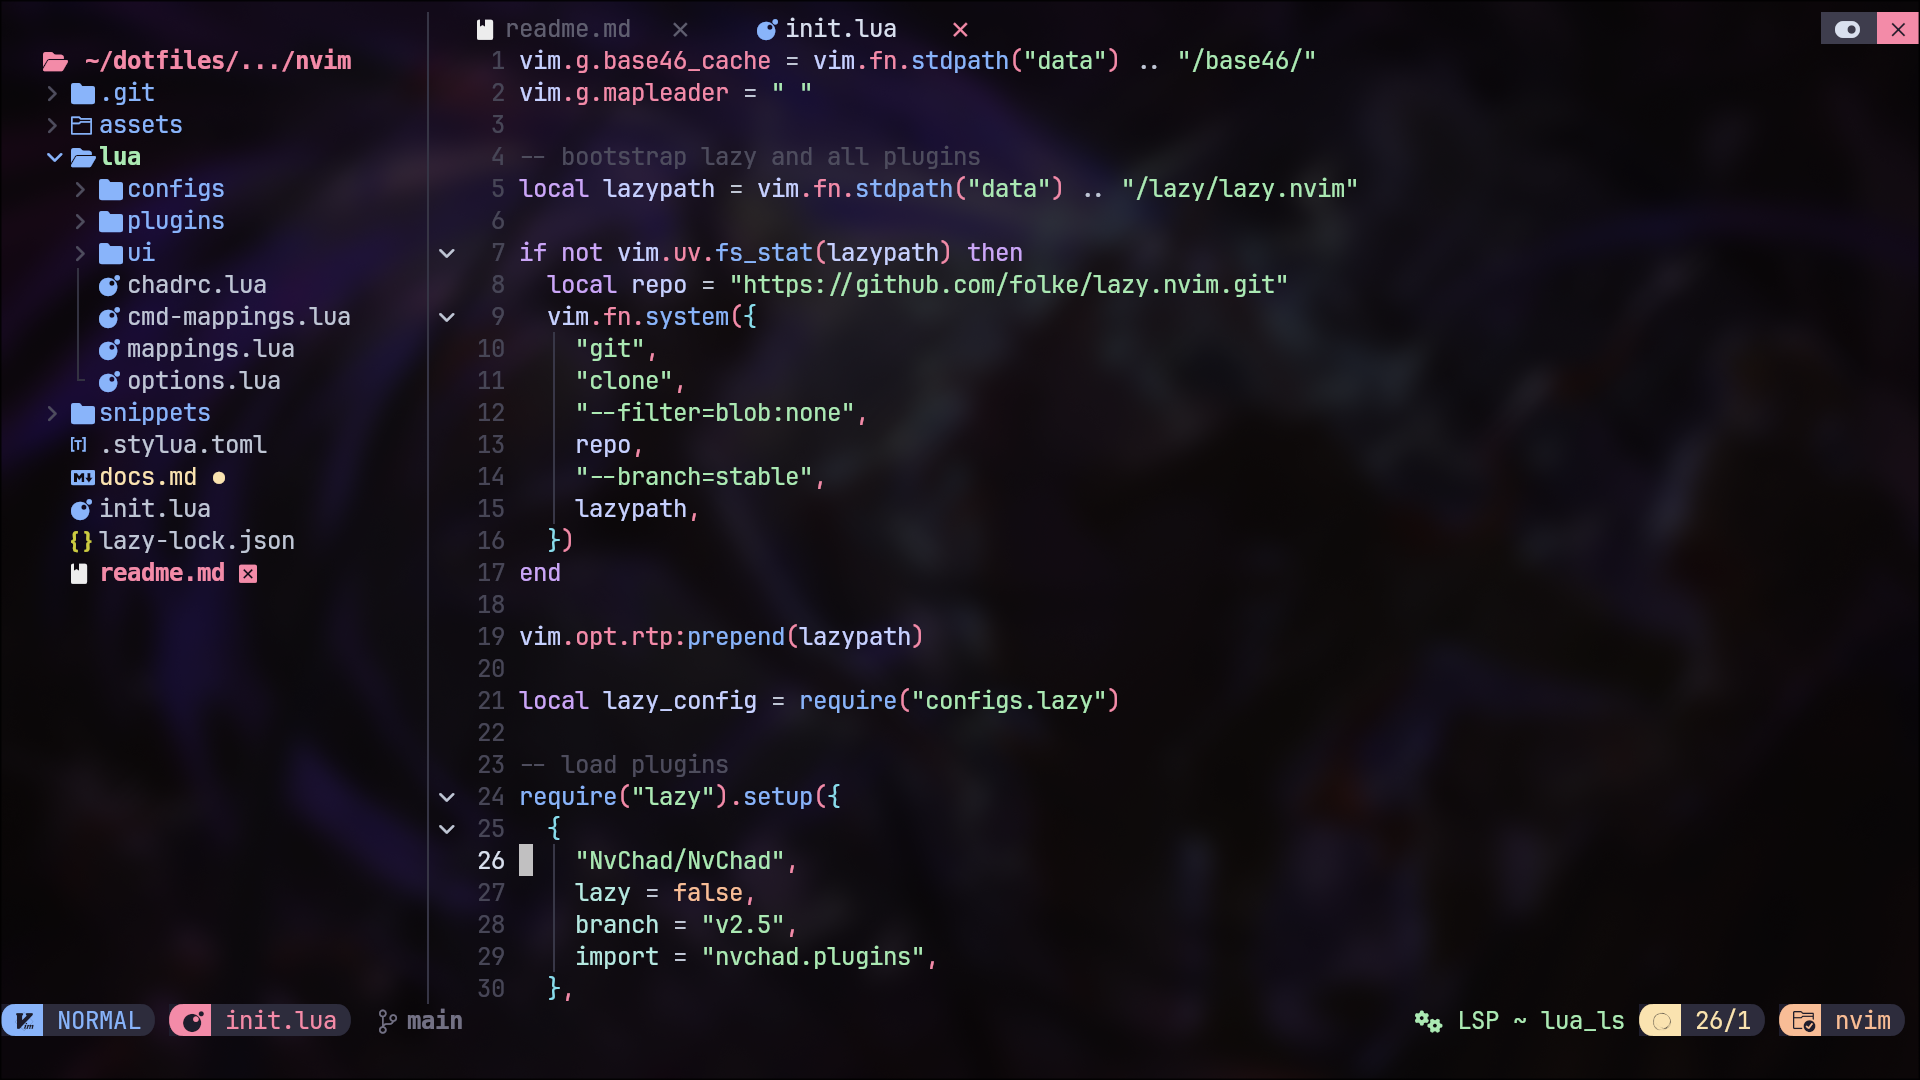 ~/dotfiles/.../nvim
.git
assets
lua
configs
plugins
ui
chadrc.lua
cmd-mappings.lua
mappings.lua
options.lua
snippets
.stylua.toml
docs.md
init.lua
lazy-lock.json
readme.md
readme.md init.lua
1 vim.g.base46_cache = vim.fn.stdpath("data") .. "/base46/"
2 vim.g.mapleader = " "
3
4 -- bootstrap lazy and all plugins
5 local lazypath = vim.fn.stdpath("data") .. "/lazy/lazy.nvim"
6
7 if not vim.uv.fs_stat(lazypath) then
8 local repo = "https://github.com/folke/lazy.nvim.git"
9 vim.fn.system({
10 "git",
11 "clone",
12 "--filter=blob:none",
13 repo,
14 "--branch=stable",
15 lazypath,
16 })
17 end
18
19 vim.opt.rtp:prepend(lazypath)
20
21 local lazy_config = require("configs.lazy")
22
23 -- load plugins
24 require("lazy").setup({
25 {
26 "NvChad/NvChad",
27 lazy = false,
28 branch = "v2.5",
29 import = "nvchad.plugins",
30 },
NORMAL init.lua main LSP ~ lua_ls 26/1 nvim